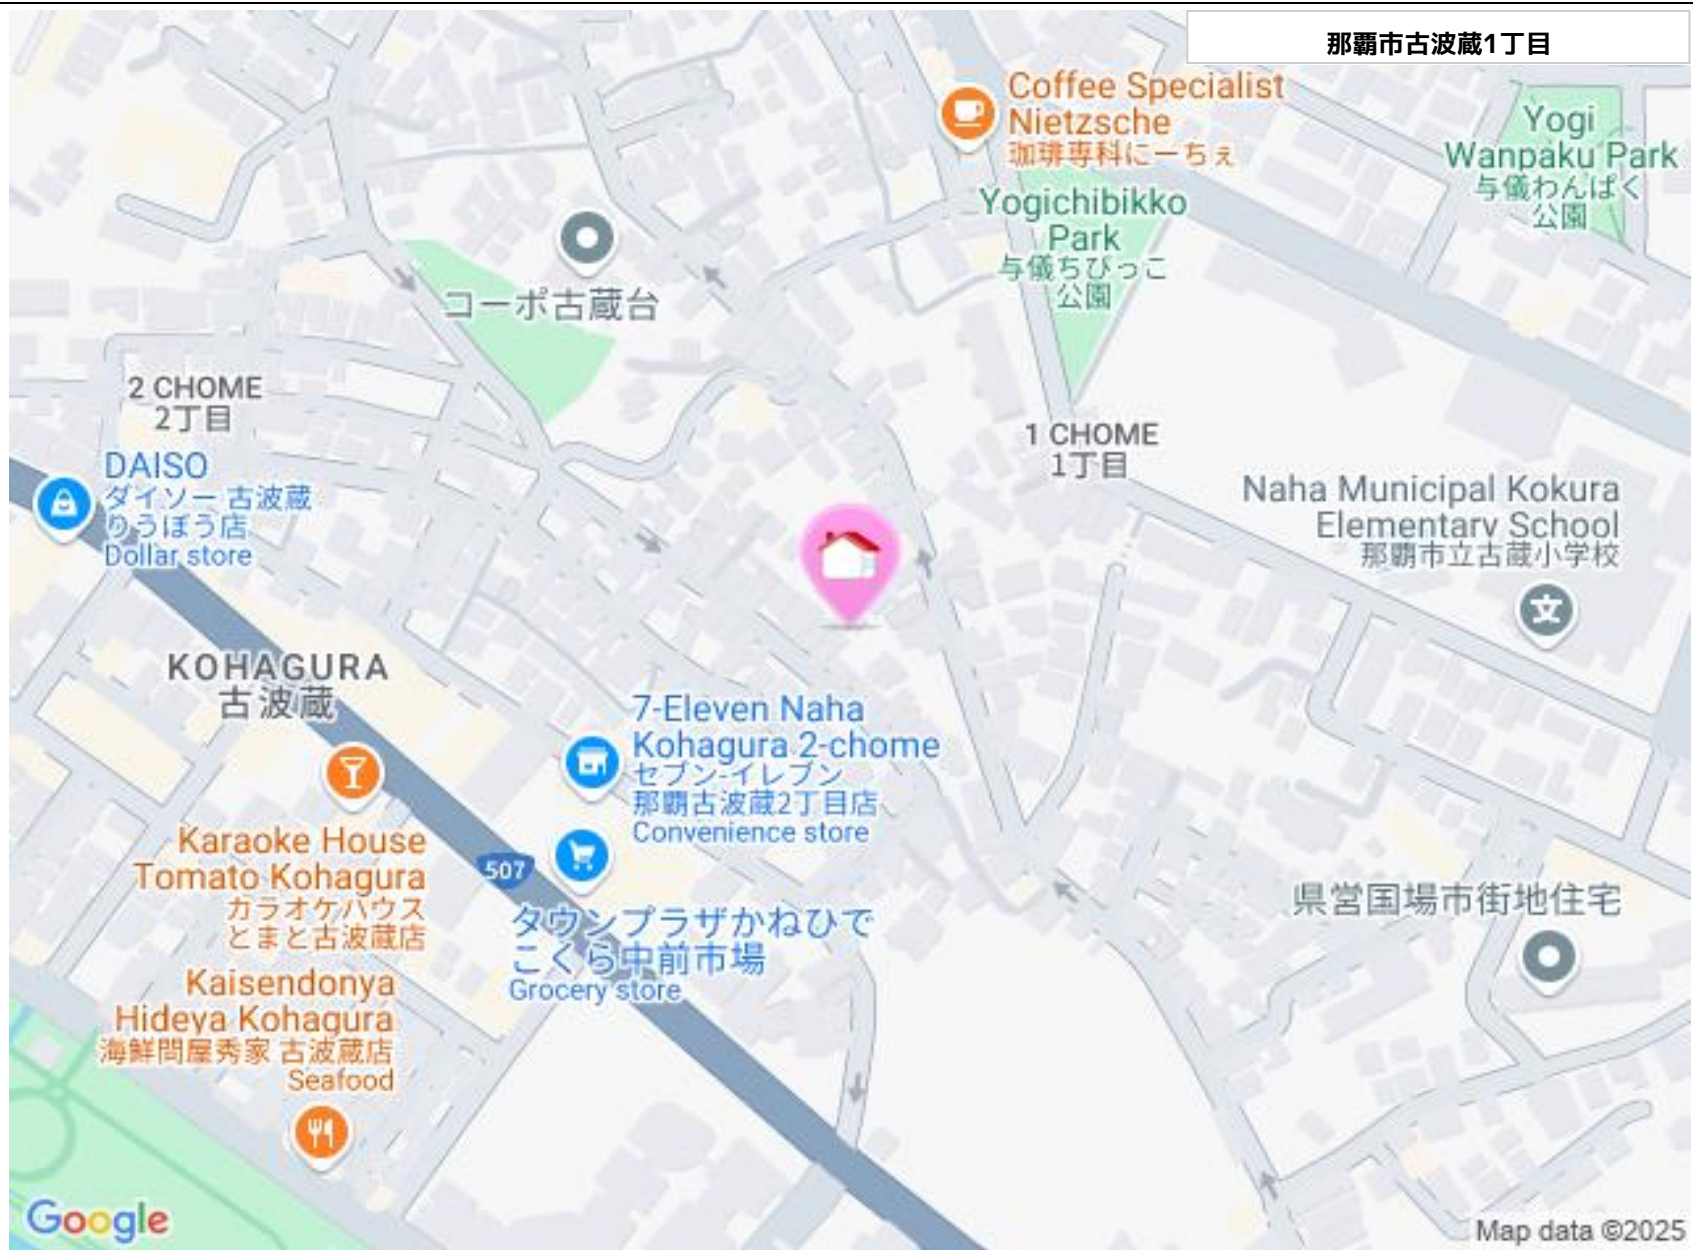 那覇市古波蔵1丁目
Coffee Specialist
Nietzsche
珈琲専科にーちぇ
Yogi
Wanpaku Park
与儀わんぱく
公園
Yogichibikko
Park
与儀ちびっこ
公園
コーポ古蔵台
2 CHOME
2丁目
1 CHOME
1丁目
DAISO
ダイソー 古波蔵
りうぼう店
Dollar store
Naha Municipal Kokura
Elementary School
那覇市立古蔵小学校
文
KOHAGURA
古波蔵
7-Eleven Naha
Kohagura 2-chome
セブン-イレブン
那覇古波蔵2丁目店
Convenience store
Karaoke House
Tomato Kohagura
カラオケハウス
とまと古波蔵店
507
タウンプラザかねひで
こくら中前市場
Grocery store
県営国場市街地住宅
Kaisendonya
Hideya Kohagura
海鮮問屋秀家 古波蔵店
Seafood
Google
Map data ©2025